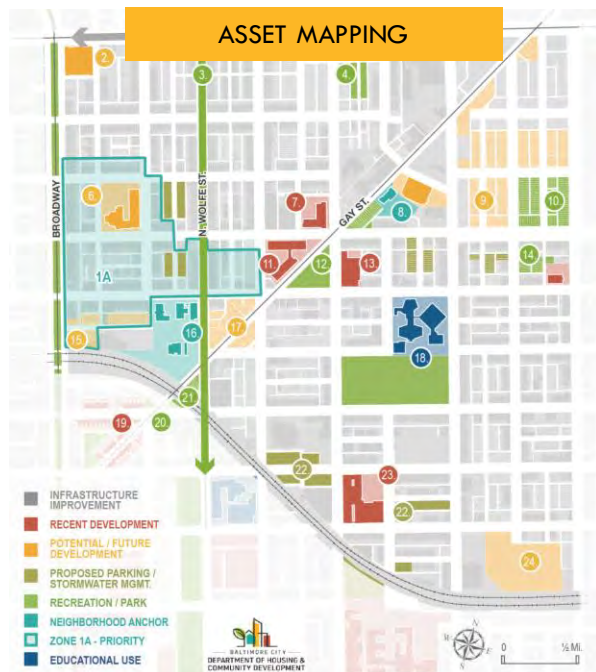 ASSET MAPPING
2.
3.
4.
BROADWAY
N. WOLFE ST.
GAY ST.
6.
7.
8.
9.
10.
1A
11.
12.
13.
14.
15
16
17
18.
19
20.
21.
22
23
22
24
INFRASTRUCTURE
IMPROVEMENT
RECENT DEVELOPMENT
POTENTIAL / FUTURE
DEVELOPMENT
PROPOSED PARKING /
STORMWATER MGMT.
RECREATION / PARK
NEIGHBORHOOD ANCHOR
ZONE 1A - PRIORITY
EDUCATIONAL USE
BALTIMORE CITY
DEPARTMENT OF HOUSING &
COMMUNITY DEVELOPMENT
N
W
E
S
0
½ Mi.